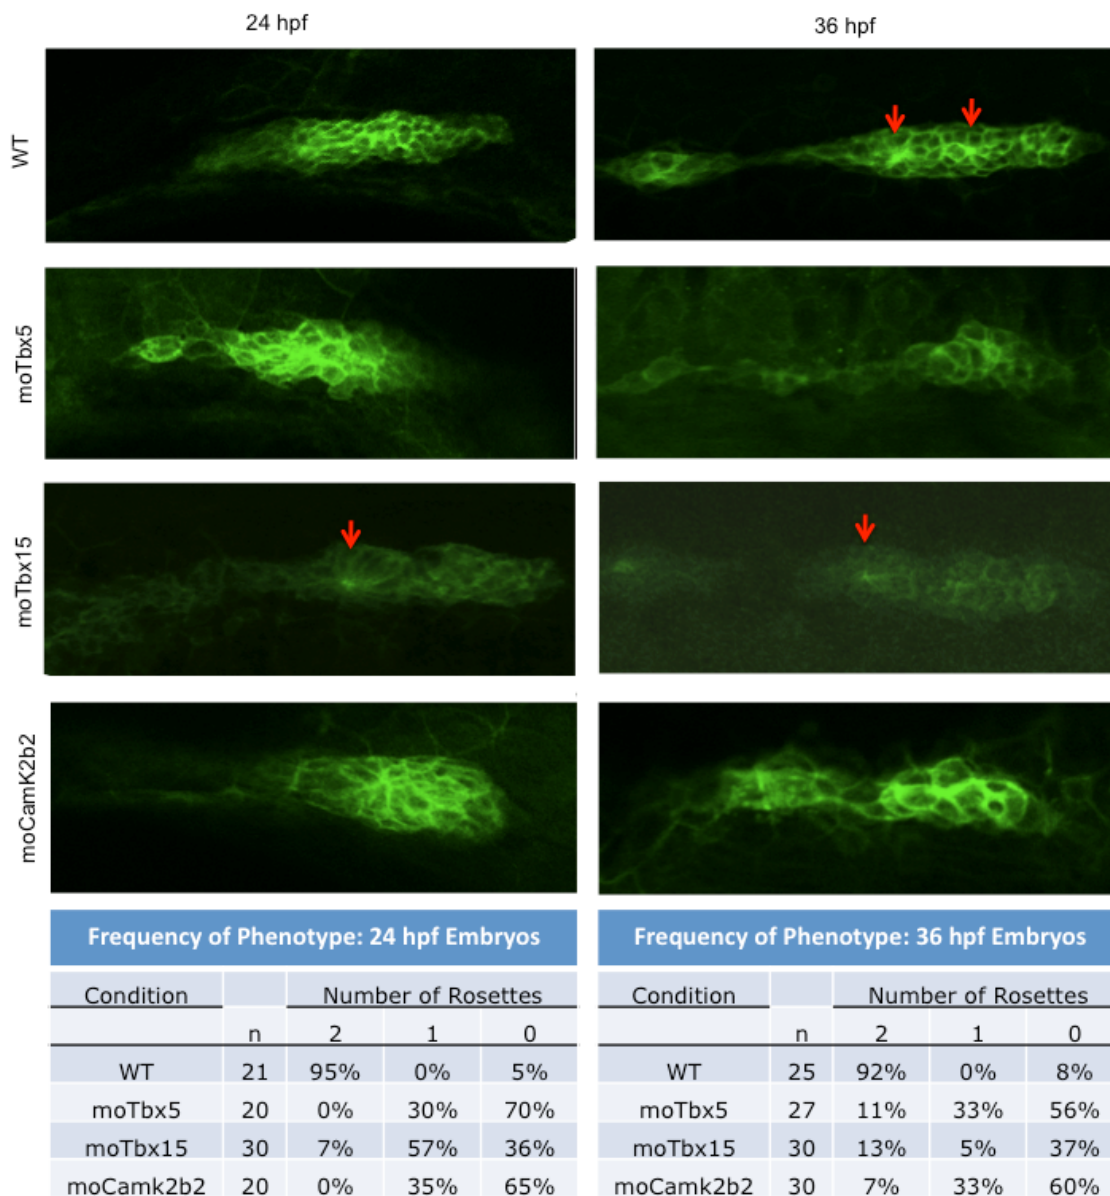 24 hpf
36 hpf
WT
moTbx5
moTbx15
moCamK2b2
Frequency of Phenotype: 24 hpf Embryos
Condition Number of Rosettes
n 2 1 0
WT 21 95% 0% 5%
moTbx5 20 0% 30% 70%
moTbx15 30 7% 57% 36%
moCamk2b2 20 0% 35% 65%
Frequency of Phenotype: 36 hpf Embryos
Condition Number of Rosettes
n 2 1 0
WT 25 92% 0% 8%
moTbx5 27 11% 33% 56%
moTbx15 30 13% 5% 37%
moCamk2b2 30 7% 33% 60%